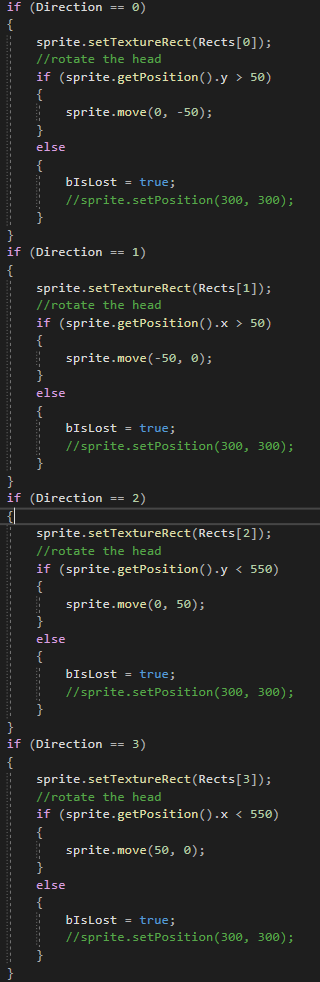 if (Direction == 0)
{
    sprite.setTextureRect(Rects[0]);
    //rotate the head
    if (sprite.getPosition().y > 50)
    {
        sprite.move(0, -50);
    }
    else
    {
        bIsLost = true;
        //sprite.setPosition(300, 300);
    }
}
if (Direction == 1)
{
    sprite.setTextureRect(Rects[1]);
    //rotate the head
    if (sprite.getPosition().x > 50)
    {
        sprite.move(-50, 0);
    }
    else
    {
        bIsLost = true;
        //sprite.setPosition(300, 300);
    }
}
if (Direction == 2)
{
    sprite.setTextureRect(Rects[2]);
    //rotate the head
    if (sprite.getPosition().y < 550)
    {
        sprite.move(0, 50);
    }
    else
    {
        bIsLost = true;
        //sprite.setPosition(300, 300);
    }
}
if (Direction == 3)
{
    sprite.setTextureRect(Rects[3]);
    //rotate the head
    if (sprite.getPosition().x < 550)
    {
        sprite.move(50, 0);
    }
    else
    {
        bIsLost = true;
        //sprite.setPosition(300, 300);
    }
}